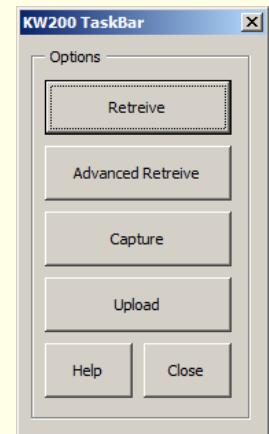 KW200 TaskBar
Options
Retreive
Advanced Retreive
Capture
Upload
Help Close